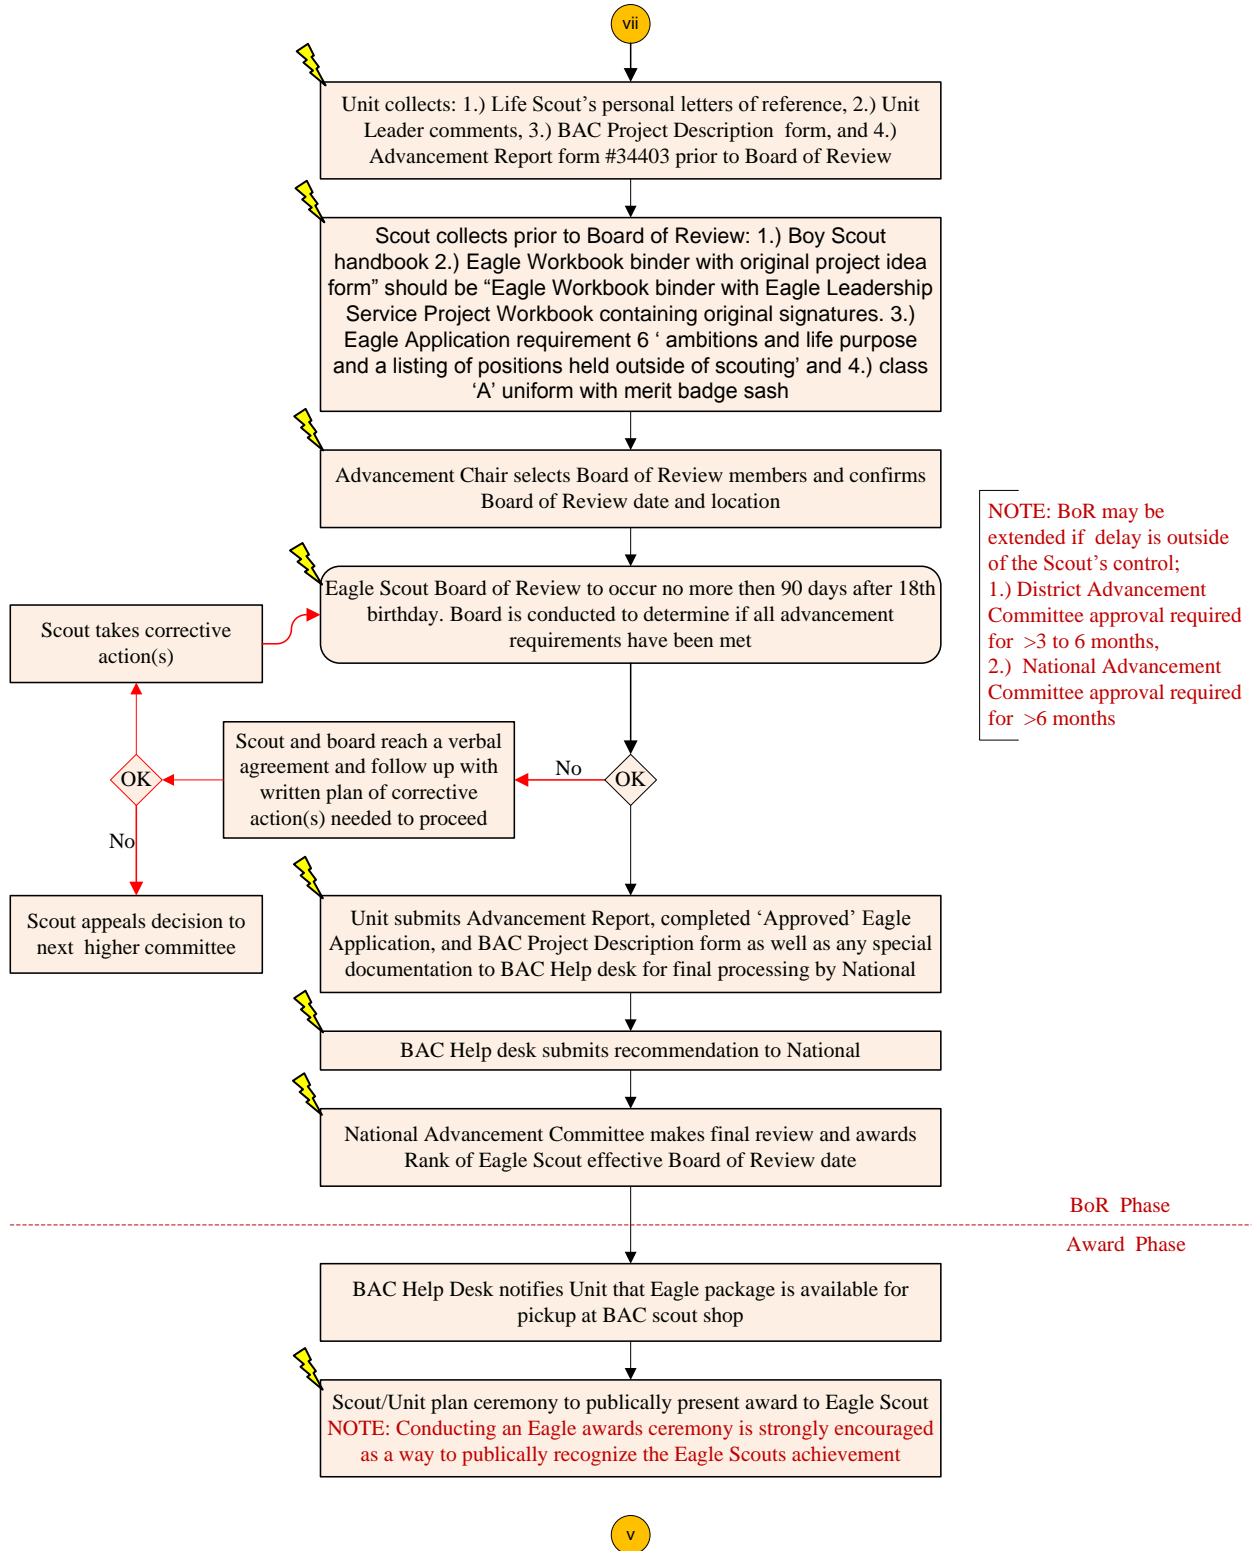 vii
Unit collects: 1.) Life Scout's personal letters of reference, 2.) Unit
Leader comments, 3.) BAC Project Description  form, and 4.)
Advancement Report form #34403 prior to Board of Review
Scout collects prior to Board of Review: 1.) Boy Scout
handbook 2.) Eagle Workbook binder with original project idea
form” should be “Eagle Workbook binder with Eagle Leadership
Service Project Workbook containing original signatures. 3.)
Eagle Application requirement 6 ‘ ambitions and life purpose
and a listing of positions held outside of scouting’ and 4.) class
‘A’ uniform with merit badge sash
Advancement Chair selects Board of Review members and confirms
Board of Review date and location
NOTE: BoR may be
extended if  delay is outside
of the Scout’s control;
1.) District Advancement
Committee approval required
for  >3 to 6 months,
2.)  National Advancement
Committee approval required
for  >6 months
Eagle Scout Board of Review to occur no more then 90 days after 18th
birthday. Board is conducted to determine if all advancement
requirements have been met
Scout takes corrective
action(s)
Scout and board reach a verbal
agreement and follow up with
written plan of corrective
action(s) needed to proceed
No
OK
OK
No
Scout appeals decision to
next  higher committee
Unit submits Advancement Report, completed ‘Approved’ Eagle
Application, and BAC Project Description form as well as any special
documentation to BAC Help desk for final processing by National
BAC Help desk submits recommendation to National
National Advancement Committee makes final review and awards
Rank of Eagle Scout effective Board of Review date
BoR  Phase
Award  Phase
BAC Help Desk notifies Unit that Eagle package is available for
pickup at BAC scout shop
Scout/Unit plan ceremony to publically present award to Eagle Scout
NOTE: Conducting an Eagle awards ceremony is strongly encouraged
as a way to publically recognize the Eagle Scouts achievement
v